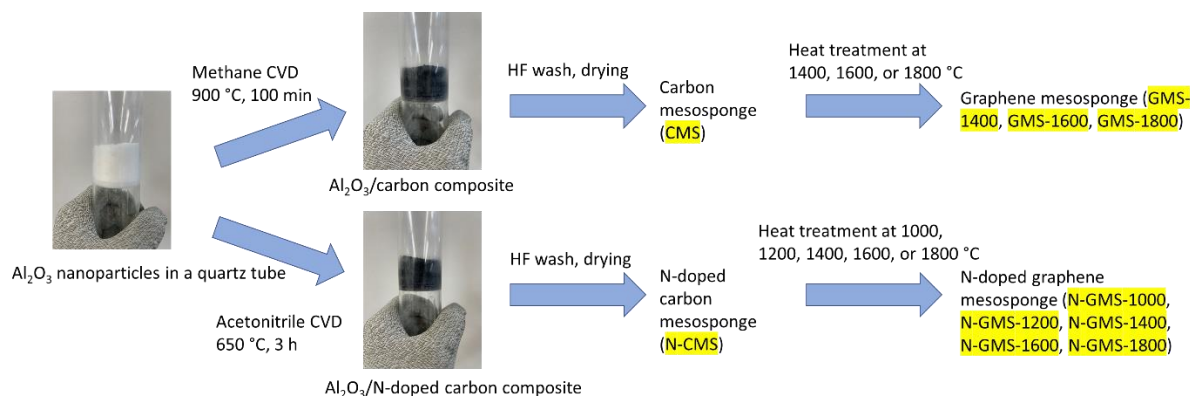 Methane CVD
900 °C, 100 min
HF wash, drying
Carbon
mesosponge
(CMS)
Heat treatment at
1400, 1600, or 1800 °C
Graphene mesosponge (GMS-
1400, GMS-1600, GMS-1800)
Al₂O₃/carbon composite
Al₂O₃ nanoparticles in a quartz tube
Acetonitrile CVD
650 °C, 3 h
HF wash, drying
N-doped
carbon
mesosponge
(N-CMS)
Heat treatment at 1000,
1200, 1400, 1600, or 1800 °C
N-doped graphene
mesosponge (N-GMS-1000,
N-GMS-1200, N-GMS-1400,
N-GMS-1600, N-GMS-1800)
Al₂O₃/N-doped carbon composite